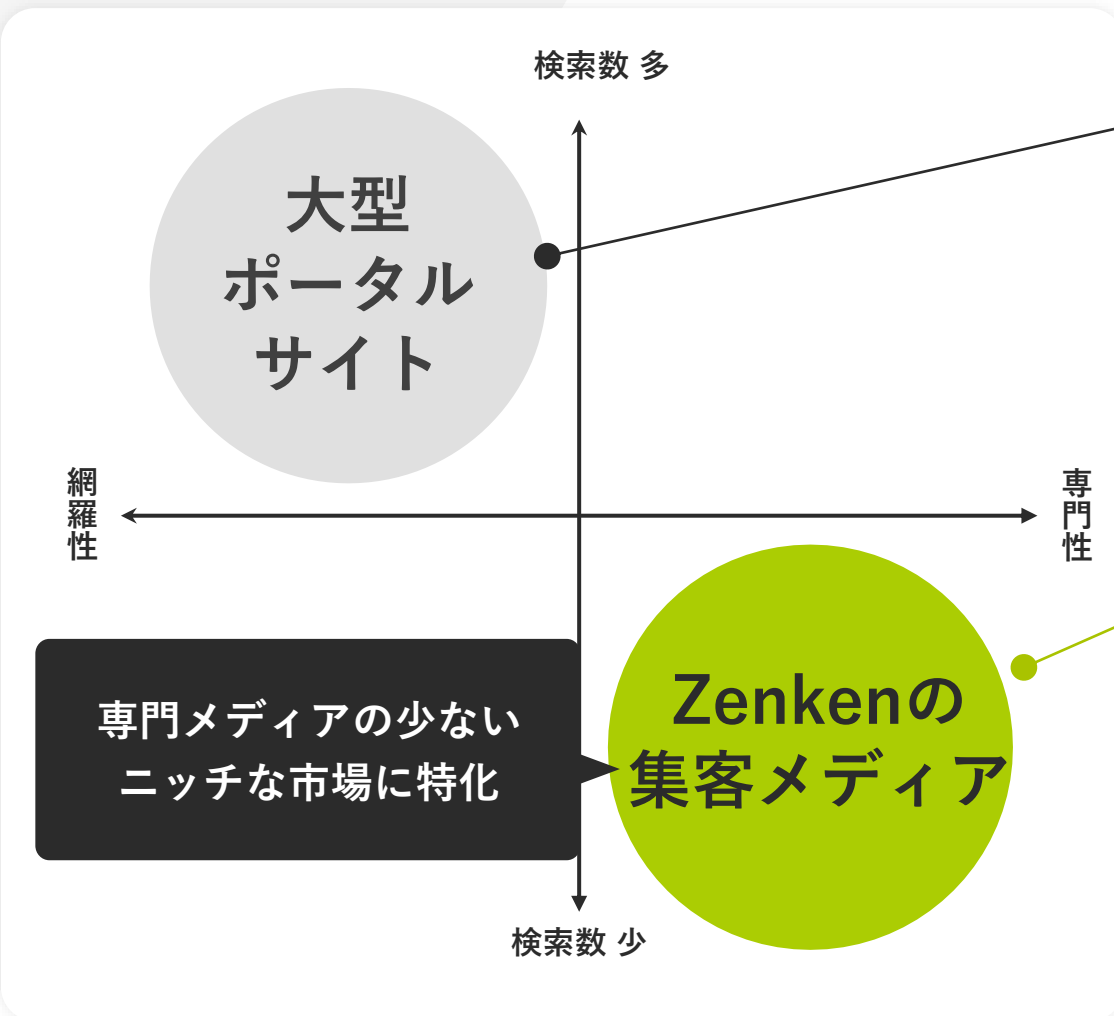 検索数 多
大型
ポータル
サイト
網羅性
専門性
専門メディアの少ない
ニッチな市場に特化
Zenkenの
集客メディア
検索数 少